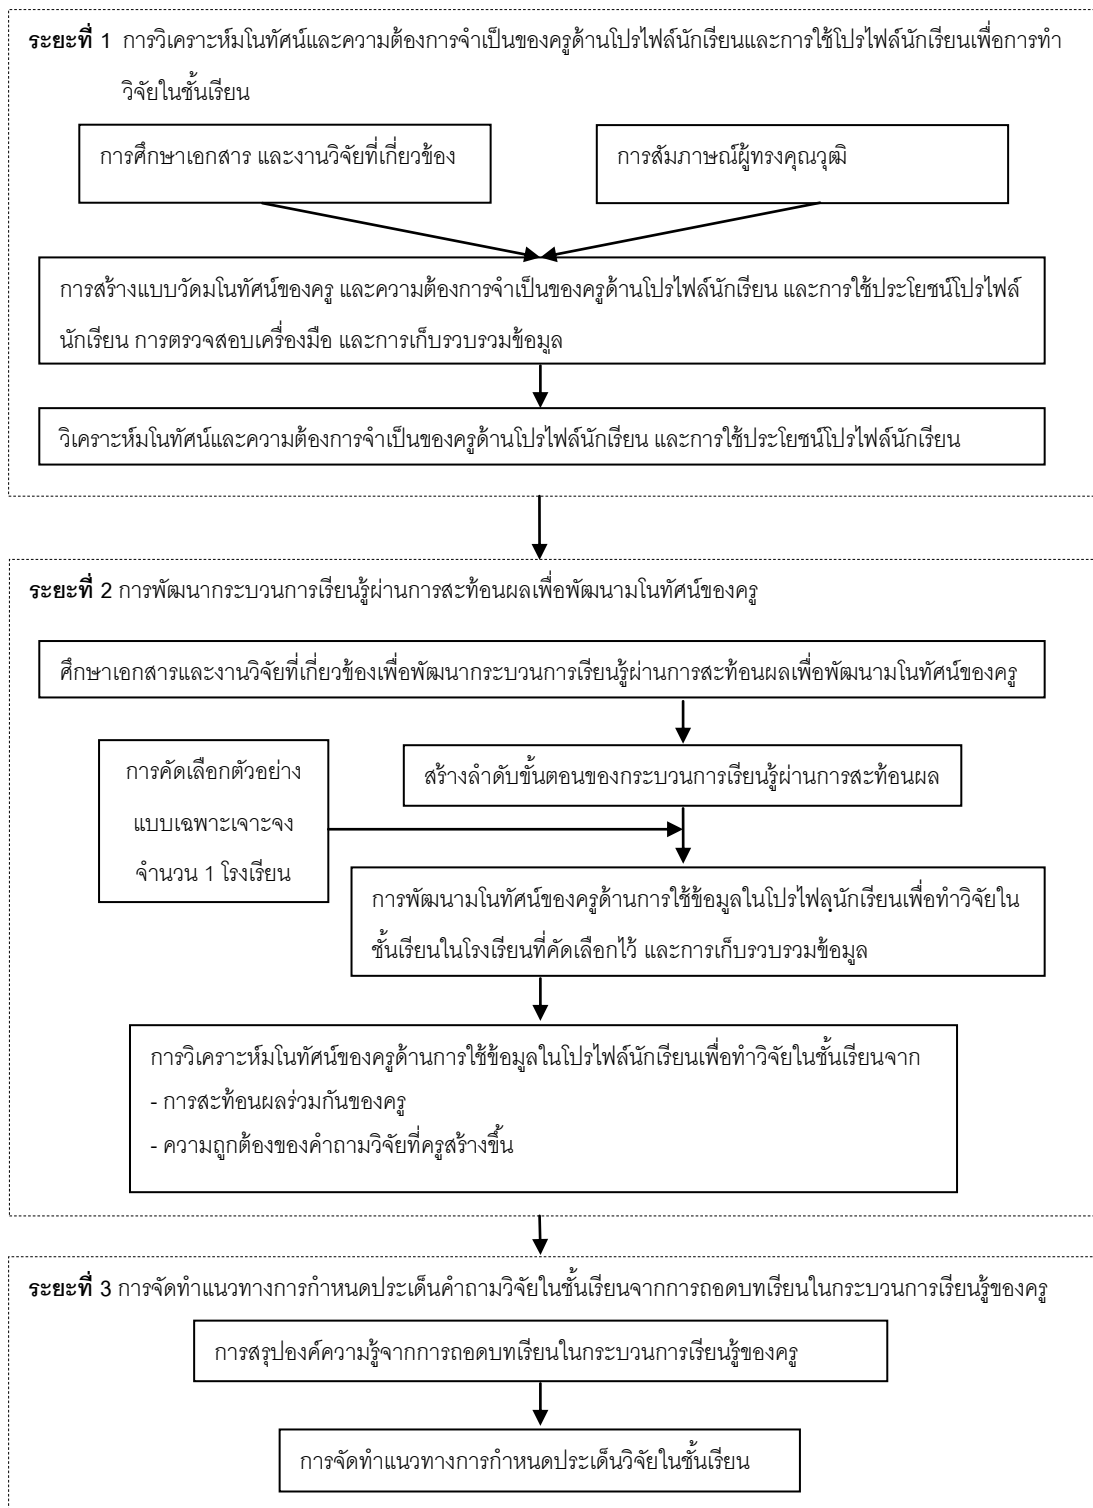 ระยะที่ 1 การวิเคราะห์มโนทัศน์และความต้องการจำเป็นของครูด้านโปรไฟล์นักเรียนและการใช้โปรไฟล์นักเรียนเพื่อการทำ
วิจัยในชั้นเรียน
การศึกษาเอกสาร และงานวิจัยที่เกี่ยวข้อง
การสัมภาษณ์ผู้ทรงคุณวุฒิ
การสร้างแบบวัดมโนทัศน์ของครู และความต้องการจำเป็นของครูด้านโปรไฟล์นักเรียน และการใช้ประโยชน์โปรไฟล์
นักเรียน การตรวจสอบเครื่องมือ และการเก็บรวบรวมข้อมูล
วิเคราะห์มโนทัศน์และความต้องการจำเป็นของครูด้านโปรไฟล์นักเรียน และการใช้ประโยชน์โปรไฟล์นักเรียน
ระยะที่ 2 การพัฒนากระบวนการเรียนรู้ผ่านการสะท้อนผลเพื่อพัฒนามโนทัศน์ของครู
ศึกษาเอกสารและงานวิจัยที่เกี่ยวข้องเพื่อพัฒนากระบวนการเรียนรู้ผ่านการสะท้อนผลเพื่อพัฒนามโนทัศน์ของครู
การคัดเลือกตัวอย่าง
แบบเฉพาะเจาะจง
จำนวน 1 โรงเรียน
สร้างลำดับขั้นตอนของกระบวนการเรียนรู้ผ่านการสะท้อนผล
การพัฒนามโนทัศน์ของครูด้านการใช้ข้อมูลในโปรไฟลฺนักเรียนเพื่อทำวิจัยใน
ชั้นเรียนในโรงเรียนที่คัดเลือกไว้ และการเก็บรวบรวมข้อมูล
การวิเคราะห์มโนทัศน์ของครูด้านการใช้ข้อมูลในโปรไฟล์นักเรียนเพื่อทำวิจัยในชั้นเรียนจาก
- การสะท้อนผลร่วมกันของครู
- ความถูกต้องของคำถามวิจัยที่ครูสร้างขึ้น
ระยะที่ 3 การจัดทำแนวทางการกำหนดประเด็นคำถามวิจัยในชั้นเรียนจากการถอดบทเรียนในกระบวนการเรียนรู้ของครู
การสรุปองค์ความรู้จากการถอดบทเรียนในกระบวนการเรียนรู้ของครู
การจัดทำแนวทางการกำหนดประเด็นวิจัยในชั้นเรียน